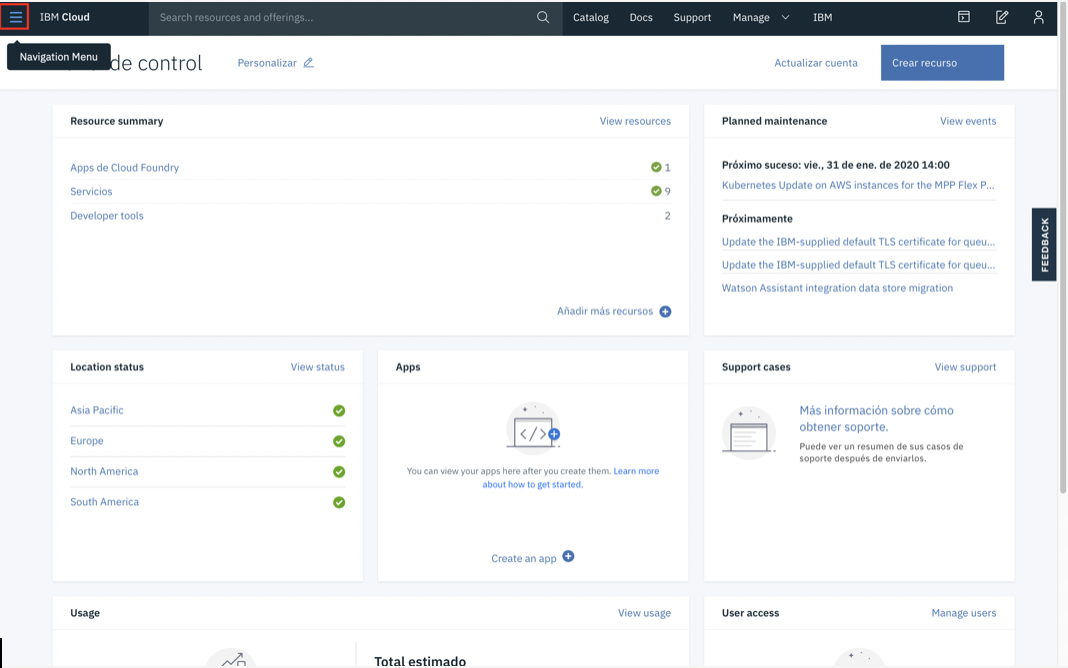 IBM Cloud
Search resources and offerings...
Catalog
Docs
Support
Manage
IBM
Navigation Menu
de control
Personalizar
Actualizar cuenta
Crear recurso
Resource summary
View resources
Apps de Cloud Foundry
1
Servicios
9
Developer tools
2
Añadir más recursos
Planned maintenance
View events
Próximo suceso: vie., 31 de ene. de 2020 14:00
Kubernetes Update on AWS instances for the MPP Flex P...
Próximamente
Update the IBM-supplied default TLS certificate for queu...
Update the IBM-supplied default TLS certificate for queu...
Watson Assistant integration data store migration
FEEDBACK
Location status
View status
Asia Pacific
Europe
North America
South America
Apps
</>
You can view your apps here after you create them. Learn more
about how to get started.
Create an app
Support cases
View support
Más información sobre cómo
obtener soporte.
Puede ver un resumen de sus casos de
soporte después de enviarlos.
Usage
View usage
Total estimado
User access
Manage users